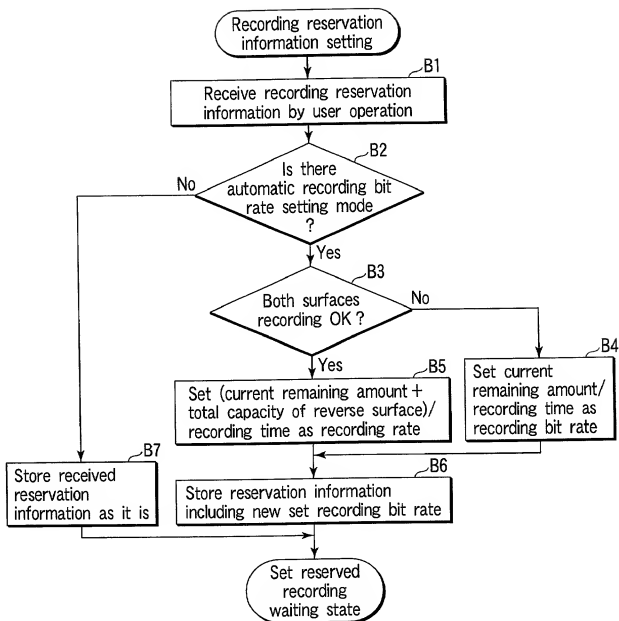 Recording reservation
information setting
B1
Receive recording reservation
information by user operation
B2
Is there
automatic recording bit
rate setting mode
?
No
Yes
B3
Both surfaces
recording OK?
No
Yes
B4
Set current
remaining amount/
recording time as
recording bit rate
B5
Set (current remaining amount+
total capacity of reverse surface)/
recording time as recording rate
B7
Store received
reservation
information as it is
B6
Store reservation information
including new set recording bit rate
Set reserved
recording
waiting state